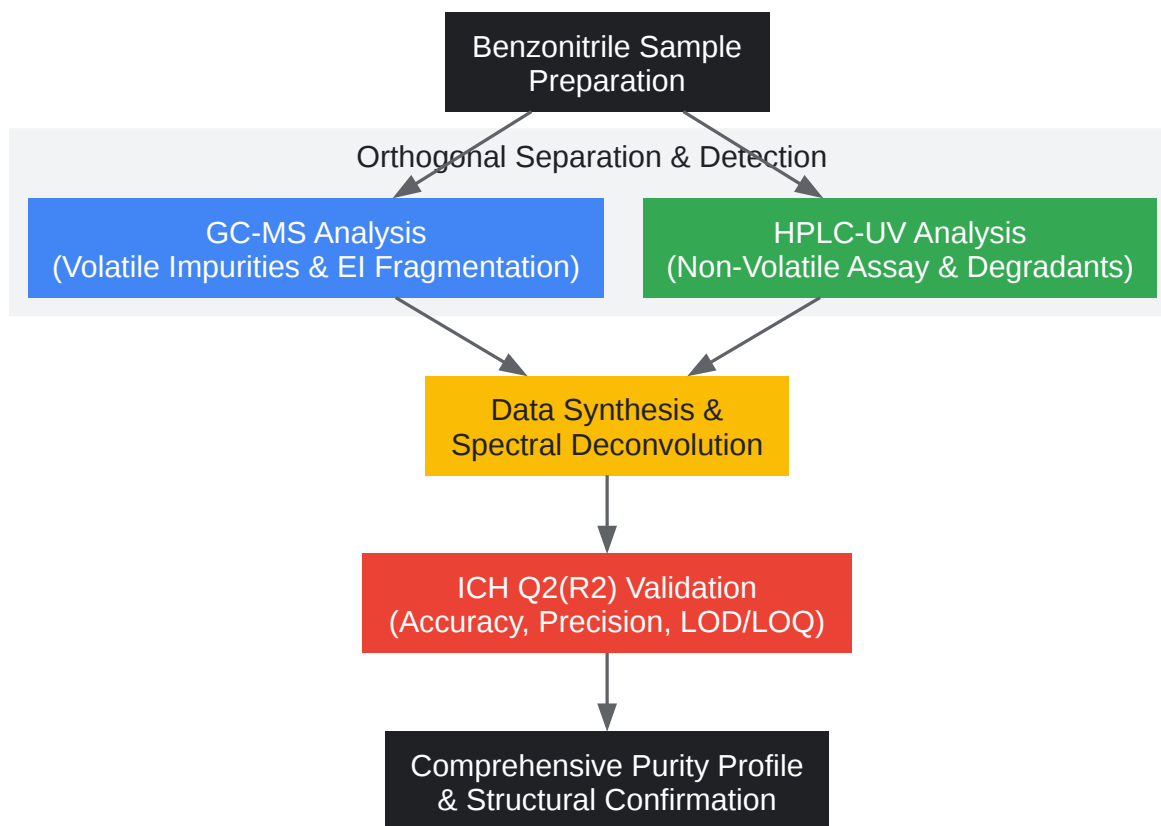 Benzonitrile Sample
Preparation
Orthogonal Separation & Detection
GC-MS Analysis
(Volatile Impurities & EI Fragmentation)
HPLC-UV Analysis
(Non-Volatile Assay & Degradants)
Data Synthesis &
Spectral Deconvolution
ICH Q2(R2) Validation
(Accuracy, Precision, LOD/LOQ)
Comprehensive Purity Profile
& Structural Confirmation